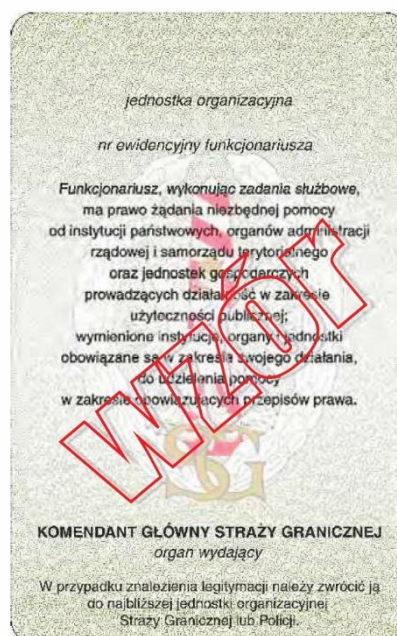 jednostka organizacyjna
nr ewidencyjny funkcjonariusza
Funkcjonariusz, wykonując zadania służbowe,
ma prawo żądania niezbędnej pomocy
od instytucji państwowych, organów administracji
rządowej i samorządu terytorialnego
oraz jednostek gospodarczych
prowadzących działalność w zakresie
użyteczności publicznej;
wymienione instytucje, organy i jednostki
obowiązane są w zakresie swojego działania,
do udzielenia pomocy
w zakresie obowiązujących przepisów prawa.
wzór
SG
KOMENDANT GŁÓWNY STRAŻY GRANICZNEJ
organ wydający
W przypadku znalezienia legitymacji należy zwrócić ją
do najbliższej jednostki organizacyjnej
Straży Granicznej lub Policji.